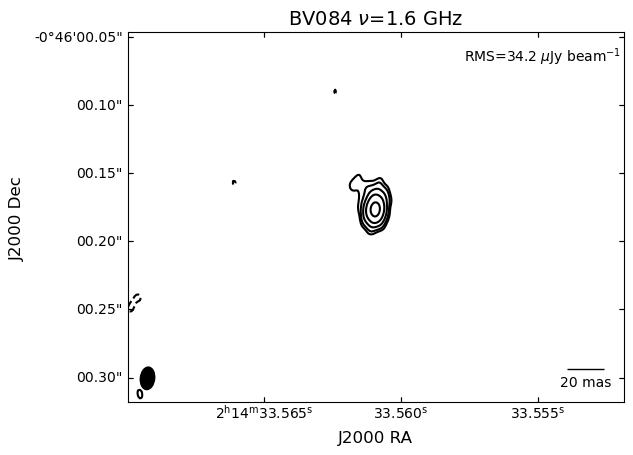 BV084 ν=1.6 GHz
RMS=34.2 μJy beam⁻¹
-0°46'00.05"
00.10"
00.15"
00.20"
00.25"
00.30"
J2000 Dec
20 mas
2ʰ14ᵐ33.565ˢ 33.560ˢ 33.555ˢ
J2000 RA